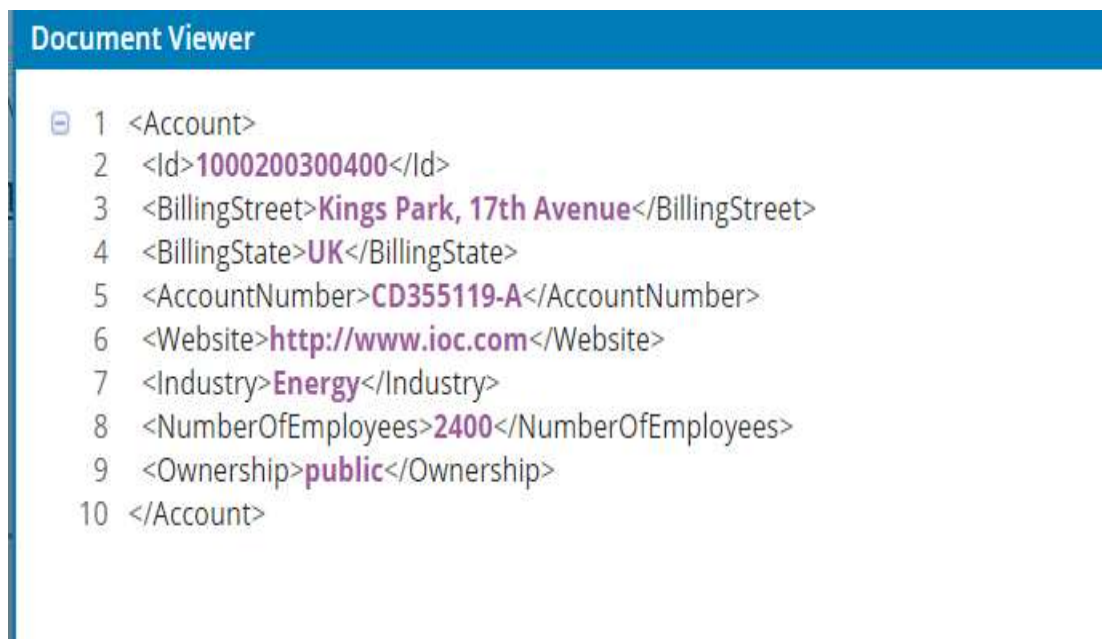 Document Viewer
1 <Account>
2 <Id>1000200300400</Id>
3 <BillingStreet>Kings Park, 17th Avenue</BillingStreet>
4 <BillingState>UK</BillingState>
5 <AccountNumber>CD355119-A</AccountNumber>
6 <Website>http://www.ioc.com</Website>
7 <Industry>Energy</Industry>
8 <NumberOfEmployees>2400</NumberOfEmployees>
9 <Ownership>public</Ownership>
10 </Account>